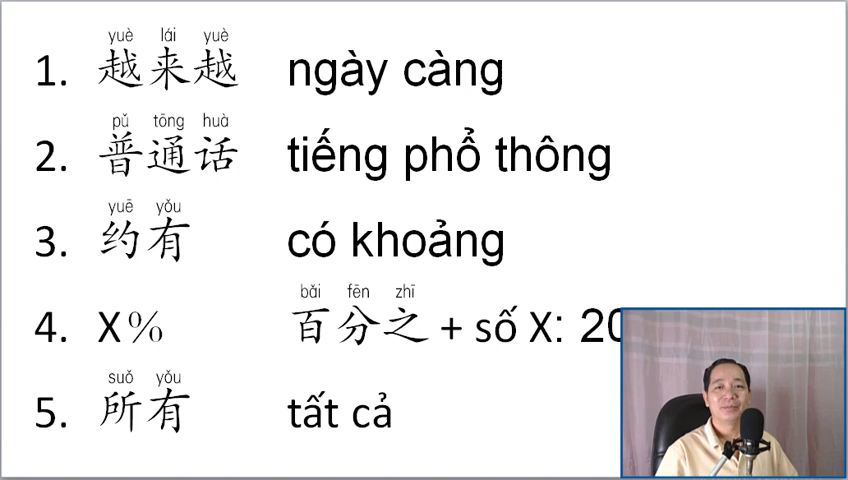 yuè lái yuè
1. 越来越 ngày càng
pǔ tōng huà
2. 普通话 tiếng phổ thông
yuē yǒu
3. 约有 có khoảng
bǎi fēn zhī
4. X% 百分之 + số X: 20
suǒ yǒu
5. 所有 tất cả